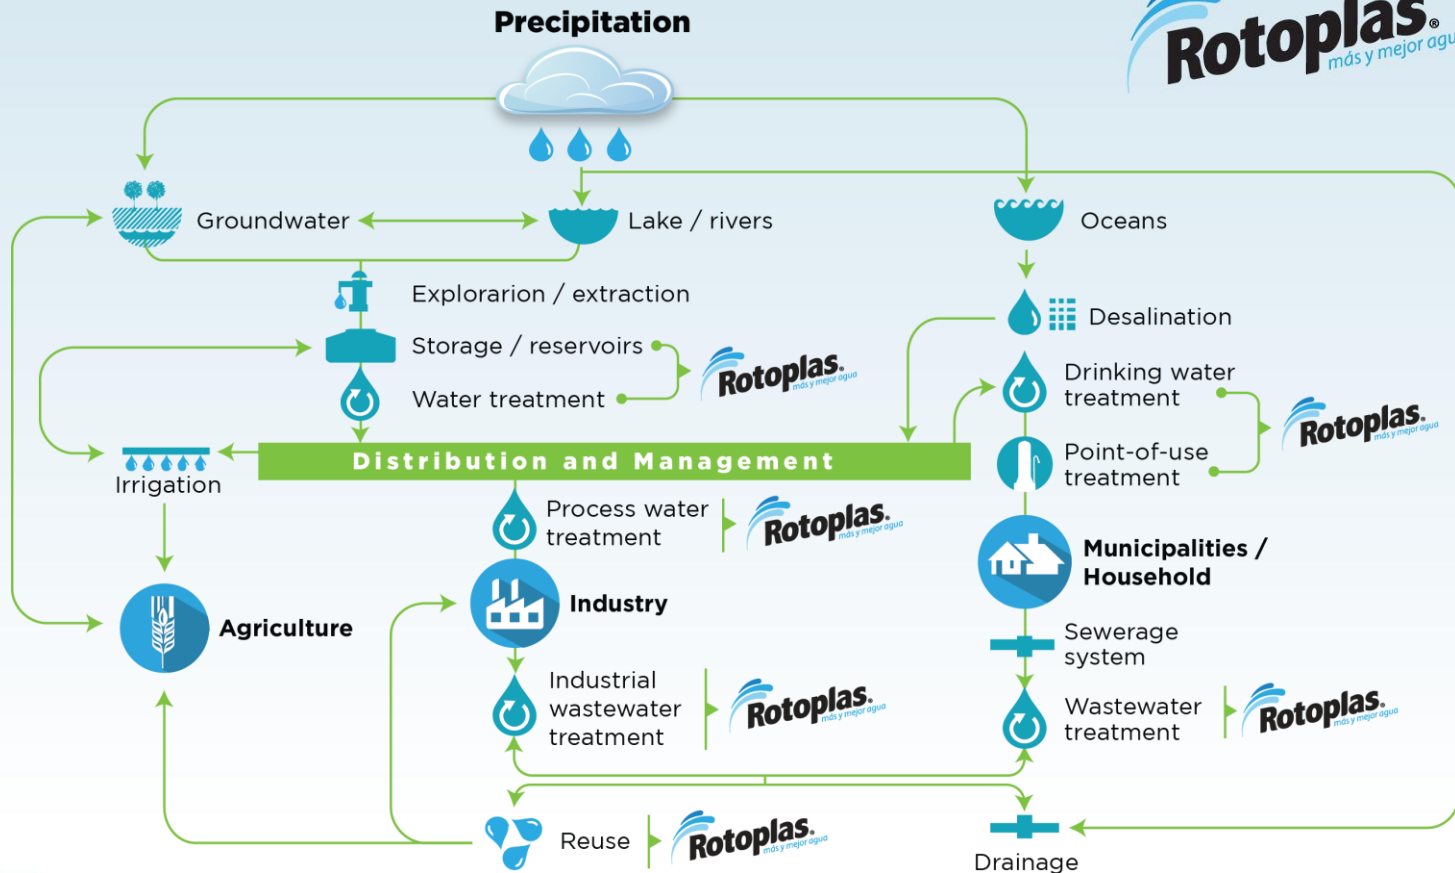 Precipitation
Rotoplas®
más y mejor agu
Groundwater
Lake / rivers
Oceans
Explorarion / extraction
Desalination
Storage / reservoirs
Rotoplas.
más y mejor agua
Water treatment
Drinking water
treatment
Rotoplas.
más y mejor agua
Distribution and Management
Point-of-use
treatment
Irrigation
Process water
treatment
Rotoplas.
más y mejor agua
Municipalities /
Household
Industry
Agriculture
Sewerage
system
Industrial
wastewater
treatment
Rotoplas.
más y mejor agua
Wastewater
treatment
Rotoplas.
más y mejor agua
Reuse
Rotoplas.
más y mejor agua
Drainage